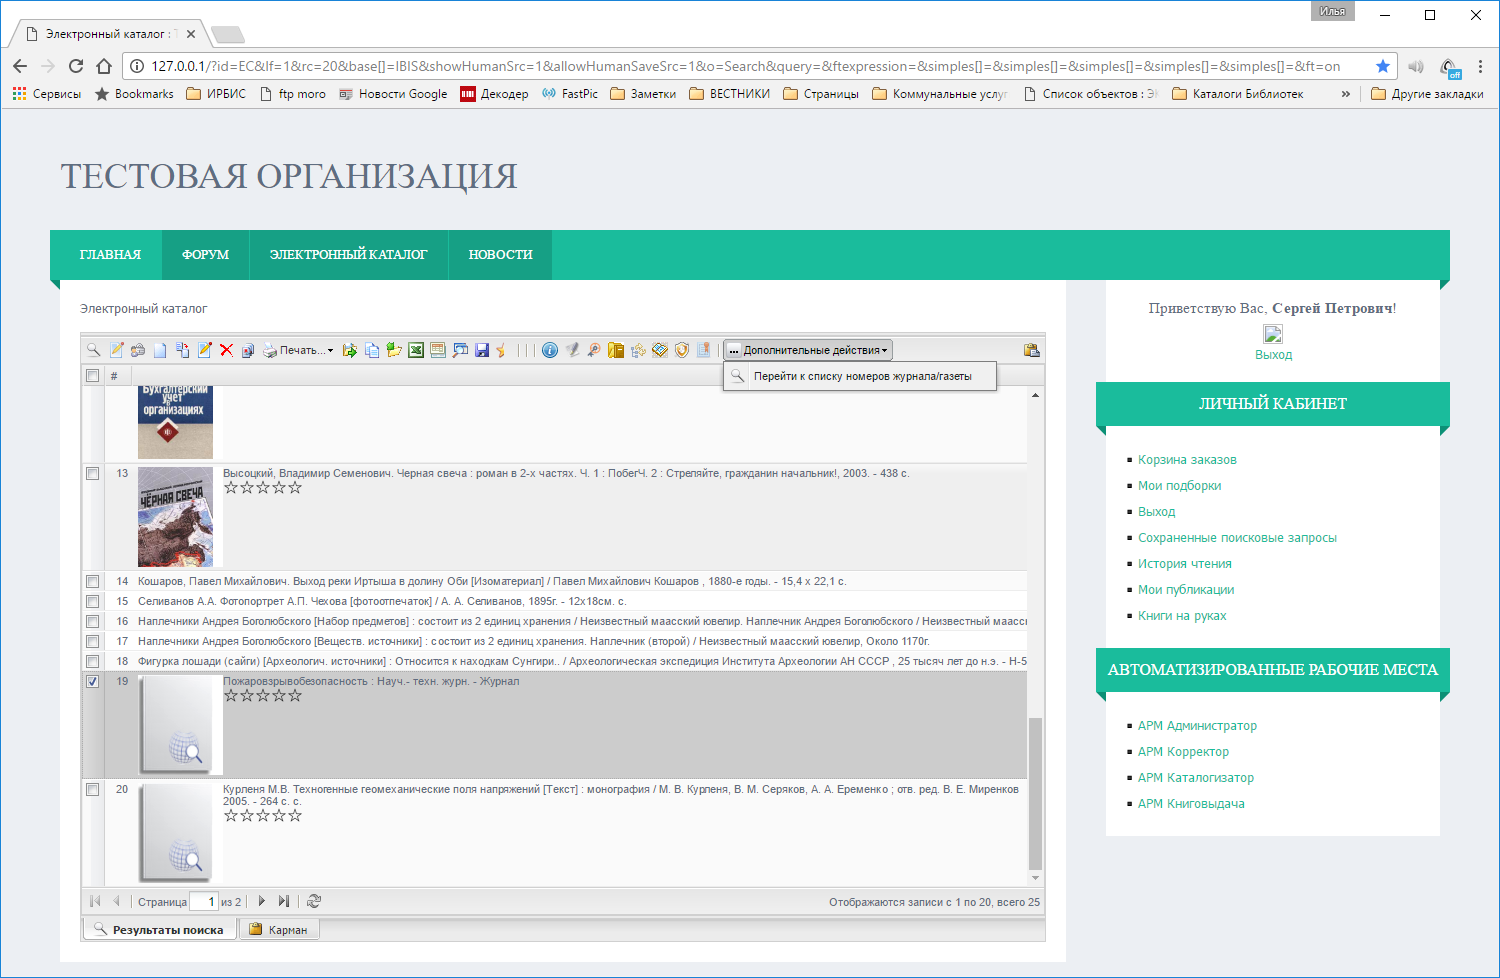 Илья
Электронный каталог : Т
127.0.0.1/?id=EC&lf=1&rc=20&base[]=IBIS&showHumanSrc=1&allowHumanSaveSrc=1&o=Search&query=&ftexpression=&simples[]=&simples[]=&simples[]=&simples[]=&simples[]=&ft=on
off
Сервисы Bookmarks ИРБИС ftp moro Новости Google Декодер FastPic Заметки ВЕСТНИКИ Страницы Коммунальные услуг Список объектов : Каталоги Библиотек » Другие закладки
ТЕСТОВАЯ ОРГАНИЗАЦИЯ
ГЛАВНАЯ ФОРУМ ЭЛЕКТРОННЫЙ КАТАЛОГ НОВОСТИ
Электронный каталог
Печать... ... Дополнительные действия
Перейти к списку номеров журнала/газеты
#
Бухгалтерский
учет в
организациях
13 Высоцкий, Владимир Семенович. Черная свеча : роман в 2-х частях. Ч. 1 : ПобегЧ. 2 : Стреляйте, гражданин начальник!, 2003. - 438 с.
ЧЁРНАЯ СВЕЧА
14 Кошаров, Павел Михайлович. Выход реки Иртыша в долину Оби [Изоматериал] / Павел Михайлович Кошаров , 1880-е годы. - 15,4 х 22,1 с.
15 Селиванов А.А. Фотопортрет А.П. Чехова [фотоотпечаток] / А. А. Селиванов, 1895г. - 12х18см. с.
16 Наплечники Андрея Боголюбского [Набор предметов] : состоит из 2 единиц хранения / Неизвестный маасский ювелир. Наплечник Андрея Боголюбского / Неизвестный маасс
17 Наплечники Андрея Боголюбского [Веществ. источники] : состоит из 2 единиц хранения. Наплечник (второй) / Неизвестный маасский ювелир, Около 1170г.
18 Фигурка лошади (сайги) [Археологич. источники] : Относится к находкам Сунгири.. / Археологическая экспедиция Института Археологии АН СССР , 25 тысяч лет до н.э. - Н-5
19 Пожаровзрывобезопасность : Науч.- техн. журн. - Журнал
20 Курленя М.В. Техногенные геомеханические поля напряжений [Текст] : монография / М. В. Курленя, В. М. Серяков, А. А. Еременко ; отв. ред. В. Е. Миренков
2005. - 264 с. с.
Страница 1 из 2 Отображаются записи с 1 по 20, всего 25
Результаты поиска Карман
Приветствую Вас, Сергей Петрович!
Выход
ЛИЧНЫЙ КАБИНЕТ
Корзина заказов
Мои подборки
Выход
Сохраненные поисковые запросы
История чтения
Мои публикации
Книги на руках
АВТОМАТИЗИРОВАННЫЕ РАБОЧИЕ МЕСТА
АРМ Администратор
АРМ Корректор
АРМ Каталогизатор
АРМ Книговыдача